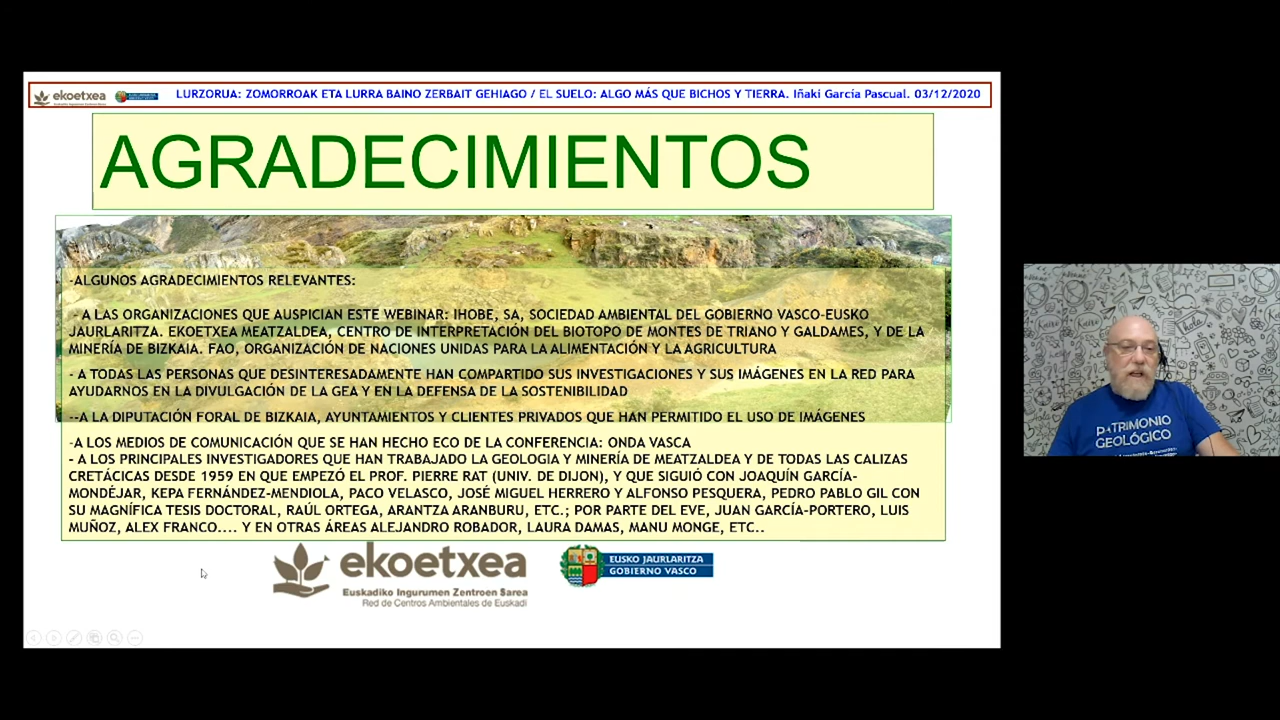 ekoetxea
LURZORUA: ZOMORROAK ETA LURRA BAINO ZERBAIT GEHIAGO / EL SUELO: ALGO MÁS QUE BICHOS Y TIERRA. Iñaki García Pascual. 03/12/2020
AGRADECIMIENTOS
-ALGUNOS AGRADECIMIENTOS RELEVANTES:
- A LAS ORGANIZACIONES QUE AUSPICIAN ESTE WEBINAR: IHOBE, SA, SOCIEDAD AMBIENTAL DEL GOBIERNO VASCO-EUSKO
JAURLARITZA. EKOETXEA MEATZALDEA, CENTRO DE INTERPRETACIÓN DEL BIOTOPO DE MONTES DE TRIANO Y GALDAMES, Y DE LA
MINERÍA DE BIZKAIA. FAO, ORGANIZACIÓN DE NACIONES UNIDAS PARA LA ALIMENTACIÓN Y LA AGRICULTURA
- A TODAS LAS PERSONAS QUE DESINTERESADAMENTE HAN COMPARTIDO SUS INVESTIGACIONES Y SUS IMÁGENES EN LA RED PARA
AYUDARNOS EN LA DIVULGACIÓN DE LA GEA Y EN LA DEFENSA DE LA SOSTENIBILIDAD
--A LA DIPUTACIÓN FORAL DE BIZKAIA, AYUNTAMIENTOS Y CLIENTES PRIVADOS QUE HAN PERMITIDO EL USO DE IMÁGENES
-A LOS MEDIOS DE COMUNICACIÓN QUE SE HAN HECHO ECO DE LA CONFERENCIA: ONDA VASCA
- A LOS PRINCIPALES INVESTIGADORES QUE HAN TRABAJADO LA GEOLOGIA Y MINERÍA DE MEATZALDEA Y DE TODAS LAS CALIZAS
CRETÁCICAS DESDE 1959 EN QUE EMPEZÓ EL PROF. PIERRE RAT (UNIV. DE DIJON), Y QUE SIGUIÓ CON JOAQUÍN GARCÍA-
MONDÉJAR, KEPA FERNÁNDEZ-MENDIOLA, PACO VELASCO, JOSÉ MIGUEL HERRERO Y ALFONSO PESQUERA, PEDRO PABLO GIL CON
SU MAGNÍFICA TESIS DOCTORAL, RAÚL ORTEGA, ARANTZA ARANBURU, ETC.; POR PARTE DEL EVE, JUAN GARCÍA-PORTERO, LUIS
MUÑOZ, ALEX FRANCO.... Y EN OTRAS ÁREAS ALEJANDRO ROBADOR, LAURA DAMAS, MANU MONGE, ETC..
ekoetxea
Euskadiko Ingurumen Zentroen Sarea
Red de Centros Ambientales de Euskadi
EUSKO JAURLARITZA
GOBIERNO VASCO
PATRIMONIO
GEOLÓGICO